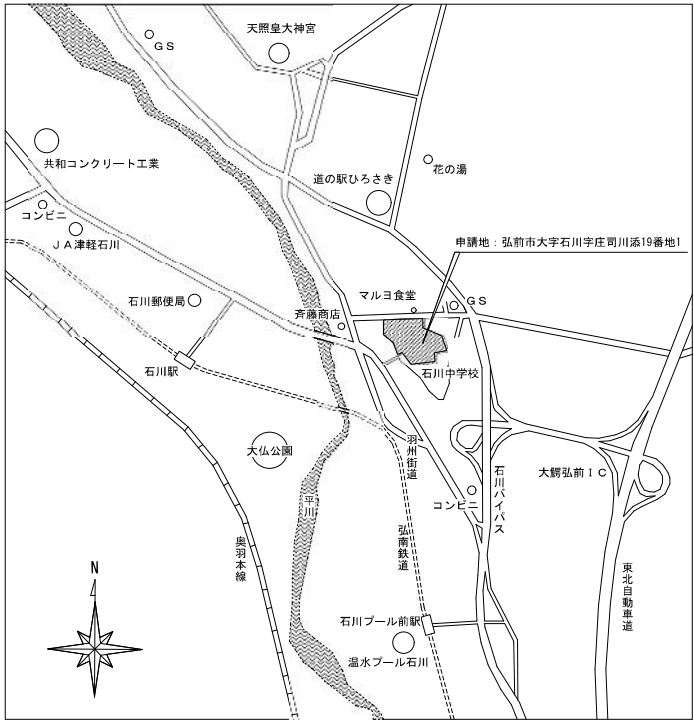 天照皇大神宮
ＧＳ
共和コンクリート工業
道の駅ひろさき
花の湯
コンビニ
ＪＡ津軽石川
申請地：弘前市大字石川字庄司川添19番地1
石川郵便局
マルヨ食堂
ＧＳ
斉藤商店
石川駅
石川中学校
大仏公園
羽州街道
石川バイパス
大鰐弘前ＩＣ
コンビニ
平川
弘南鉄道
奥羽本線
東北自動車道
N
石川プール前駅
温水プール石川